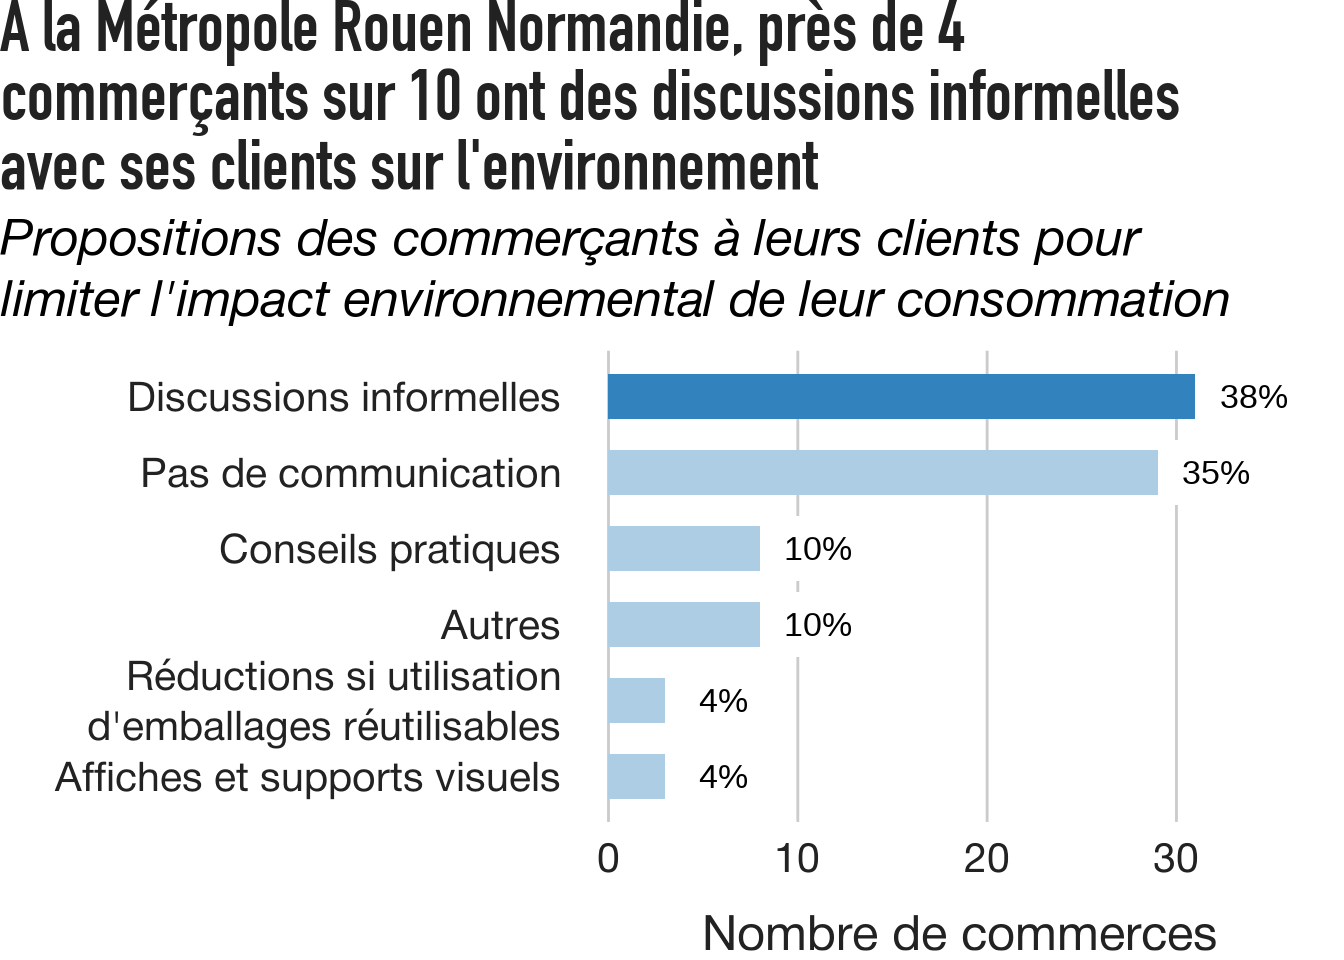 A la Métropole Rouen Normandie, près de 4
commerçants sur 10 ont des discussions informelles
avec ses clients sur l'environnement
Propositions des commerçants à leurs clients pour
limiter l'impact environnemental de leur consommation
Discussions informelles
38%
Pas de communication
35%
Conseils pratiques
10%
Autres
10%
Réductions si utilisation
d'emballages réutilisables
4%
Affiches et supports visuels
4%
0 10 20 30
Nombre de commerces